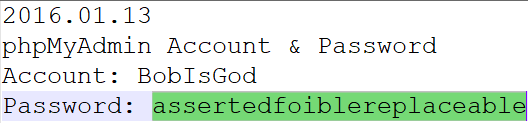 2016.01.13
phpMyAdmin Account & Password
Account: BobIsGod
Password: assertedfoiblereplaceable